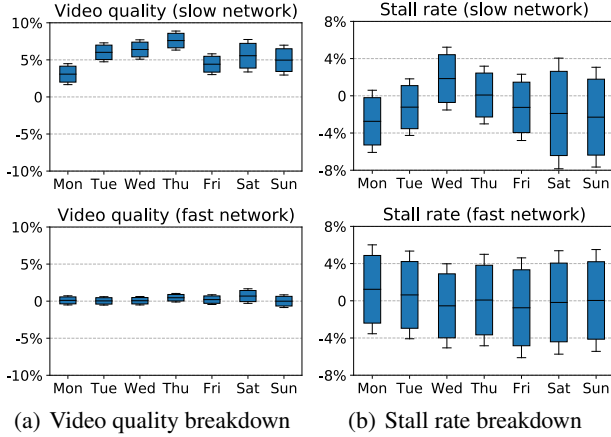 Video quality (slow network)
10%
5%
0
-5%
-10%
Mon Tue Wed Thu Fri Sat Sun
Stall rate (slow network)
8%
4%
0
-4%
-8%
Mon Tue Wed Thu Fri Sat Sun
Video quality (fast network)
10%
5%
0
-5%
-10%
Mon Tue Wed Thu Fri Sat Sun
Stall rate (fast network)
8%
4%
0
-4%
-8%
Mon Tue Wed Thu Fri Sat Sun
(a) Video quality breakdown
(b) Stall rate breakdown